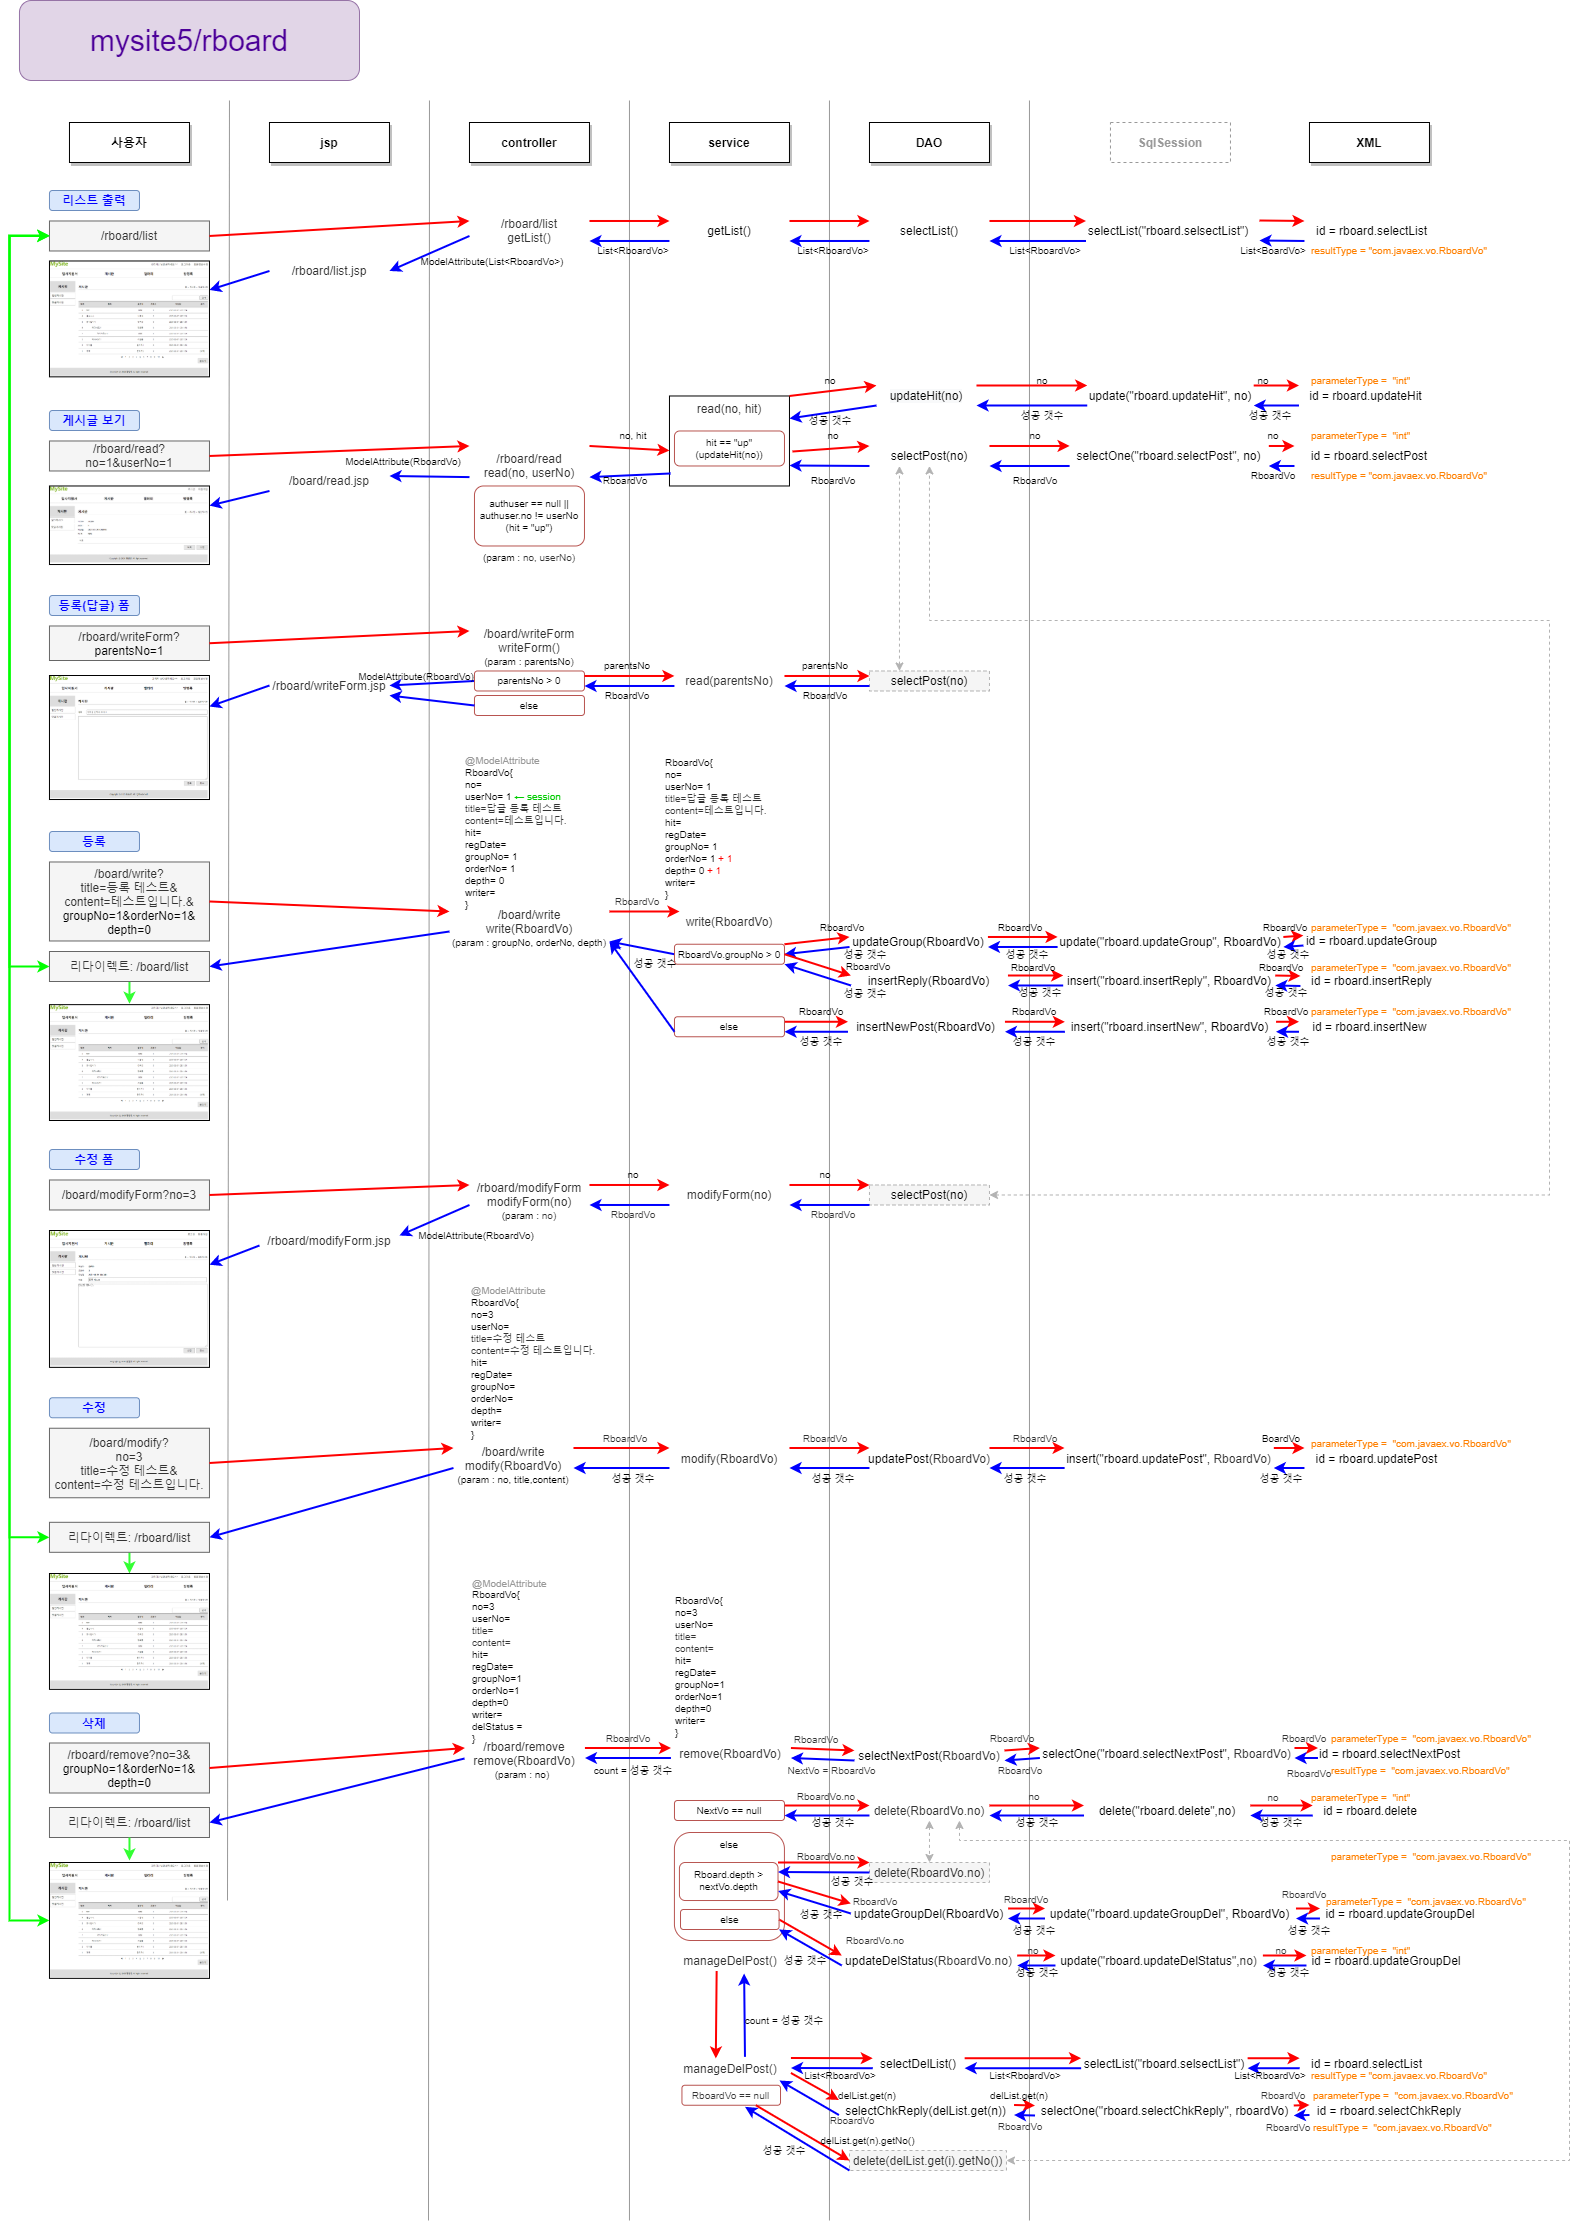 mysite5/rboard
사용자
jsp
controller
service
DAO
SqlSession
XML
리스트 출력
/rboard/list
/rboard/list
getList()
getList()
selectList()
selectList("rboard.selsectList")
id = rboard.selectList
List<RboardVo>
List<RboardVo>
List<RboardVo>
List<BoardVo>
resultType = "com.javaex.vo.RboardVo"
ModelAttribute(List<RboardVo>)
/rboard/list.jsp
MySite
게시글 보기
/rboard/read?
no=1&userNo=1
ModelAttribute(RboardVo)
/board/read.jsp
/rboard/read
read(no, userNo)
authuser == null ||
authuser.no != userNo
(hit = "up")
(param : no, userNo)
no, hit
RboardVo
read(no, hit)
hit == "up"
(updateHit(no))
no
성공 갯수
updateHit(no)
no
성공 갯수
update("rboard.updateHit", no)
no
성공 갯수
parameterType = "int"
id = rboard.updateHit
no
RboardVo
selectPost(no)
no
RboardVo
selectOne("rboard.selectPost", no)
no
RboardVo
parameterType = "int"
id = rboard.selectPost
resultType = "com.javaex.vo.RboardVo"
등록(답글) 폼
/rboard/writeForm?
parentsNo=1
/board/writeForm
writeForm()
(param : parentsNo)
ModelAttribute(RboardVo)
/rboard/writeForm.jsp
parentsNo > 0
else
parentsNo
RboardVo
read(parentsNo)
parentsNo
RboardVo
selectPost(no)
MySite
등록
/board/write?
title=등록 테스트&
content=테스트입니다.&
groupNo=1&orderNo=1&
depth=0
리다이렉트: /board/list
MySite
@ModelAttribute
RboardVo{
no=
userNo= 1 ← session
title=답글 등록 테스트
content=테스트입니다.
hit=
regDate=
groupNo= 1
orderNo= 1
depth= 0
writer=
}
/board/write
write(RboardVo)
(param : groupNo, orderNo, depth)
RboardVo{
no=
userNo= 1
title=답글 등록 테스트
content=테스트입니다.
hit=
regDate=
groupNo= 1
orderNo= 1 + 1
depth= 0 + 1
writer=
}
RboardVo
write(RboardVo)
성공 갯수
RboardVo.groupNo > 0
RboardVo
updateGroup(RboardVo)
성공 갯수
RboardVo
update("rboard.updateGroup", RboardVo)
성공 갯수
RboardVo
parameterType = "com.javaex.vo.RboardVo"
id = rboard.updateGroup
성공 갯수
RboardVo
insertReply(RboardVo)
성공 갯수
RboardVo
insert("rboard.insertReply", RboardVo)
성공 갯수
RboardVo
parameterType = "com.javaex.vo.RboardVo"
id = rboard.insertReply
성공 갯수
else
RboardVo
insertNewPost(RboardVo)
성공 갯수
RboardVo
insert("rboard.insertNew", RboardVo)
성공 갯수
RboardVo
parameterType = "com.javaex.vo.RboardVo"
id = rboard.insertNew
성공 갯수
수정 폼
/board/modifyForm?no=3
/rboard/modifyForm
modifyForm(no)
(param : no)
no
RboardVo
modifyForm(no)
no
RboardVo
selectPost(no)
ModelAttribute(RboardVo)
/rboard/modifyForm.jsp
MySite
수정
/board/modify?
no=3
title=수정 테스트&
content=수정 테스트입니다.
리다이렉트: /rboard/list
MySite
@ModelAttribute
RboardVo{
no=3
userNo=
title=수정 테스트
content=수정 테스트입니다.
hit=
regDate=
groupNo=
orderNo=
depth=
writer=
}
/board/write
modify(RboardVo)
(param : no, title,content)
RboardVo
성공 갯수
modify(RboardVo)
RboardVo
성공 갯수
updatePost(RboardVo)
RboardVo
성공 갯수
insert("rboard.updatePost", RboardVo)
BoardVo
성공 갯수
parameterType = "com.javaex.vo.RboardVo"
id = rboard.updatePost
삭제
/rboard/remove?no=3&
groupNo=1&orderNo=1&
depth=0
리다이렉트: /rboard/list
MySite
@ModelAttribute
RboardVo{
no=3
userNo=
title=
content=
hit=
regDate=
groupNo=1
orderNo=1
depth=0
writer=
delStatus =
}
/rboard/remove
remove(RboardVo)
(param : no)
RboardVo{
no=3
userNo=
title=
content=
hit=
regDate=
groupNo=1
orderNo=1
depth=0
writer=
}
RboardVo
count = 성공 갯수
remove(RboardVo)
RboardVo
NextVo = RboardVo
selectNextPost(RboardVo)
RboardVo
RboardVo
selectOne("rboard.selectNextPost", RboardVo)
RboardVo
RboardVo
parameterType = "com.javaex.vo.RboardVo"
id = rboard.selectNextPost
resultType = "com.javaex.vo.RboardVo"
NextVo == null
RboardVo.no
성공 갯수
delete(RboardVo.no)
no
성공 갯수
delete("rboard.delete",no)
no
성공 갯수
parameterType = "int"
id = rboard.delete
else
Rboard.depth >
nextVo.depth
RboardVo.no
성공 갯수
delete(RboardVo.no)
parameterType = "com.javaex.vo.RboardVo"
else
RboardVo
성공 갯수
updateGroupDel(RboardVo)
RboardVo
성공 갯수
update("rboard.updateGroupDel", RboardVo)
RboardVo
성공 갯수
parameterType = "com.javaex.vo.RboardVo"
id = rboard.updateGroupDel
RboardVo.no
성공 갯수
updateDelStatus(RboardVo.no)
no
성공 갯수
update("rboard.updateDelStatus",no)
no
성공 갯수
parameterType = "int"
id = rboard.updateGroupDel
manageDelPost()
count = 성공 갯수
manageDelPost()
List<RboardVo>
selectDelList()
List<RboardVo>
selectList("rboard.selsectList")
List<RboardVo>
id = rboard.selectList
resultType = "com.javaex.vo.RboardVo"
RboardVo == null
delList.get(n)
selectChkReply(delList.get(n))
RboardVo
delList.get(n)
RboardVo
selectOne("rboard.selectChkReply", rboardVo)
RboardVo
RboardVo
parameterType = "com.javaex.vo.RboardVo"
id = rboard.selectChkReply
resultType = "com.javaex.vo.RboardVo"
delList.get(n).getNo()
성공 갯수
delete(delList.get(i).getNo())